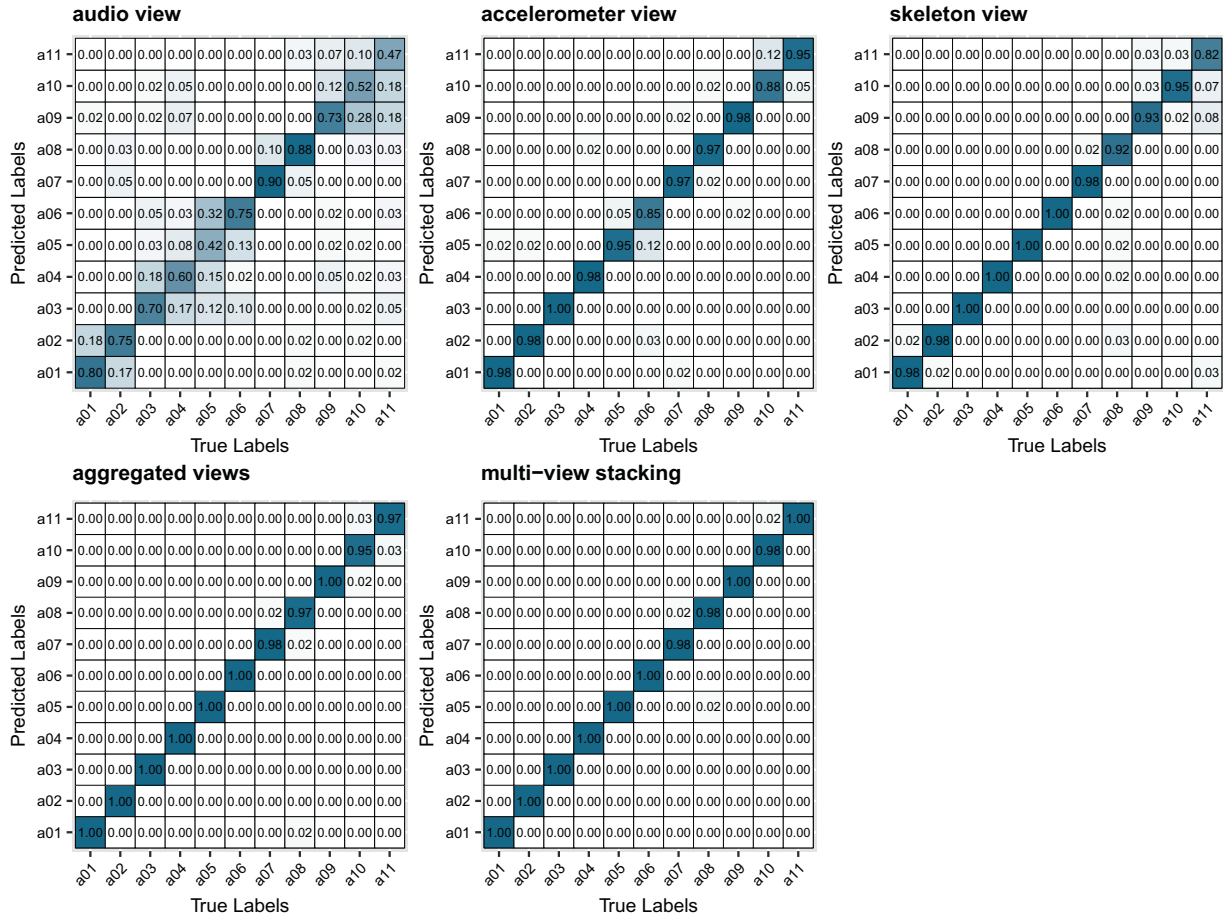 audio view
a11 0.00 0.00 0.00 0.00 0.00 0.00 0.00 0.03 0.07 0.10 0.47
a10 0.00 0.00 0.02 0.05 0.00 0.00 0.00 0.00 0.12 0.52 0.18
a09 0.02 0.00 0.02 0.07 0.00 0.00 0.00 0.00 0.73 0.28 0.18
a08 0.00 0.03 0.00 0.00 0.00 0.00 0.10 0.88 0.00 0.03 0.03
a07 0.00 0.05 0.00 0.00 0.00 0.00 0.90 0.05 0.00 0.00 0.00
a06 0.00 0.00 0.05 0.03 0.32 0.75 0.00 0.00 0.02 0.00 0.03
a05 0.00 0.00 0.03 0.08 0.42 0.13 0.00 0.00 0.02 0.02 0.00
a04 0.00 0.00 0.18 0.60 0.15 0.02 0.00 0.00 0.05 0.02 0.03
a03 0.00 0.00 0.70 0.17 0.12 0.10 0.00 0.00 0.00 0.02 0.05
a02 0.18 0.75 0.00 0.00 0.00 0.00 0.00 0.02 0.00 0.02 0.00
a01 0.80 0.17 0.00 0.00 0.00 0.00 0.00 0.02 0.00 0.00 0.02
a01 a02 a03 a04 a05 a06 a07 a08 a09 a10 a11
True Labels
Predicted Labels
accelerometer view
a11 0.00 0.00 0.00 0.00 0.00 0.00 0.00 0.00 0.00 0.12 0.95
a10 0.00 0.00 0.00 0.00 0.00 0.00 0.00 0.02 0.00 0.88 0.05
a09 0.00 0.00 0.00 0.00 0.00 0.00 0.02 0.00 0.98 0.00 0.00
a08 0.00 0.00 0.00 0.02 0.00 0.00 0.00 0.97 0.00 0.00 0.00
a07 0.00 0.00 0.00 0.00 0.00 0.00 0.97 0.02 0.00 0.00 0.00
a06 0.00 0.00 0.00 0.00 0.05 0.85 0.00 0.00 0.02 0.00 0.00
a05 0.02 0.02 0.00 0.00 0.95 0.12 0.00 0.00 0.00 0.00 0.00
a04 0.00 0.00 0.00 0.98 0.00 0.00 0.00 0.00 0.00 0.00 0.00
a03 0.00 0.00 1.00 0.00 0.00 0.00 0.00 0.00 0.00 0.00 0.00
a02 0.00 0.98 0.00 0.00 0.00 0.03 0.00 0.00 0.00 0.00 0.00
a01 0.98 0.00 0.00 0.00 0.00 0.00 0.02 0.00 0.00 0.00 0.00
a01 a02 a03 a04 a05 a06 a07 a08 a09 a10 a11
True Labels
Predicted Labels
skeleton view
a11 0.00 0.00 0.00 0.00 0.00 0.00 0.00 0.00 0.03 0.03 0.82
a10 0.00 0.00 0.00 0.00 0.00 0.00 0.00 0.00 0.03 0.95 0.07
a09 0.00 0.00 0.00 0.00 0.00 0.00 0.00 0.00 0.93 0.02 0.08
a08 0.00 0.00 0.00 0.00 0.00 0.00 0.02 0.92 0.00 0.00 0.00
a07 0.00 0.00 0.00 0.00 0.00 0.00 0.98 0.00 0.00 0.00 0.00
a06 0.00 0.00 0.00 0.00 0.00 1.00 0.00 0.02 0.00 0.00 0.00
a05 0.00 0.00 0.00 0.00 1.00 0.00 0.00 0.02 0.00 0.00 0.00
a04 0.00 0.00 0.00 1.00 0.00 0.00 0.00 0.02 0.00 0.00 0.00
a03 0.00 0.00 1.00 0.00 0.00 0.00 0.00 0.00 0.00 0.00 0.00
a02 0.02 0.98 0.00 0.00 0.00 0.00 0.00 0.03 0.00 0.00 0.00
a01 0.98 0.02 0.00 0.00 0.00 0.00 0.00 0.00 0.00 0.00 0.03
a01 a02 a03 a04 a05 a06 a07 a08 a09 a10 a11
True Labels
Predicted Labels
aggregated views
a11 0.00 0.00 0.00 0.00 0.00 0.00 0.00 0.00 0.00 0.03 0.97
a10 0.00 0.00 0.00 0.00 0.00 0.00 0.00 0.00 0.00 0.95 0.03
a09 0.00 0.00 0.00 0.00 0.00 0.00 0.00 0.00 1.00 0.02 0.00
a08 0.00 0.00 0.00 0.00 0.00 0.00 0.02 0.97 0.00 0.00 0.00
a07 0.00 0.00 0.00 0.00 0.00 0.00 0.98 0.02 0.00 0.00 0.00
a06 0.00 0.00 0.00 0.00 0.00 1.00 0.00 0.00 0.00 0.00 0.00
a05 0.00 0.00 0.00 0.00 1.00 0.00 0.00 0.00 0.00 0.00 0.00
a04 0.00 0.00 0.00 1.00 0.00 0.00 0.00 0.00 0.00 0.00 0.00
a03 0.00 0.00 1.00 0.00 0.00 0.00 0.00 0.00 0.00 0.00 0.00
a02 0.00 1.00 0.00 0.00 0.00 0.00 0.00 0.00 0.00 0.00 0.00
a01 1.00 0.00 0.00 0.00 0.00 0.00 0.00 0.02 0.00 0.00 0.00
a01 a02 a03 a04 a05 a06 a07 a08 a09 a10 a11
True Labels
Predicted Labels
multi−view stacking
a11 0.00 0.00 0.00 0.00 0.00 0.00 0.00 0.00 0.00 0.02 1.00
a10 0.00 0.00 0.00 0.00 0.00 0.00 0.00 0.00 0.00 0.98 0.00
a09 0.00 0.00 0.00 0.00 0.00 0.00 0.00 0.00 1.00 0.00 0.00
a08 0.00 0.00 0.00 0.00 0.00 0.00 0.02 0.98 0.00 0.00 0.00
a07 0.00 0.00 0.00 0.00 0.00 0.00 0.98 0.00 0.00 0.00 0.00
a06 0.00 0.00 0.00 0.00 0.00 1.00 0.00 0.00 0.00 0.00 0.00
a05 0.00 0.00 0.00 0.00 1.00 0.00 0.00 0.02 0.00 0.00 0.00
a04 0.00 0.00 0.00 1.00 0.00 0.00 0.00 0.00 0.00 0.00 0.00
a03 0.00 0.00 1.00 0.00 0.00 0.00 0.00 0.00 0.00 0.00 0.00
a02 0.00 1.00 0.00 0.00 0.00 0.00 0.00 0.00 0.00 0.00 0.00
a01 1.00 0.00 0.00 0.00 0.00 0.00 0.00 0.00 0.00 0.00 0.00
a01 a02 a03 a04 a05 a06 a07 a08 a09 a10 a11
True Labels
Predicted Labels